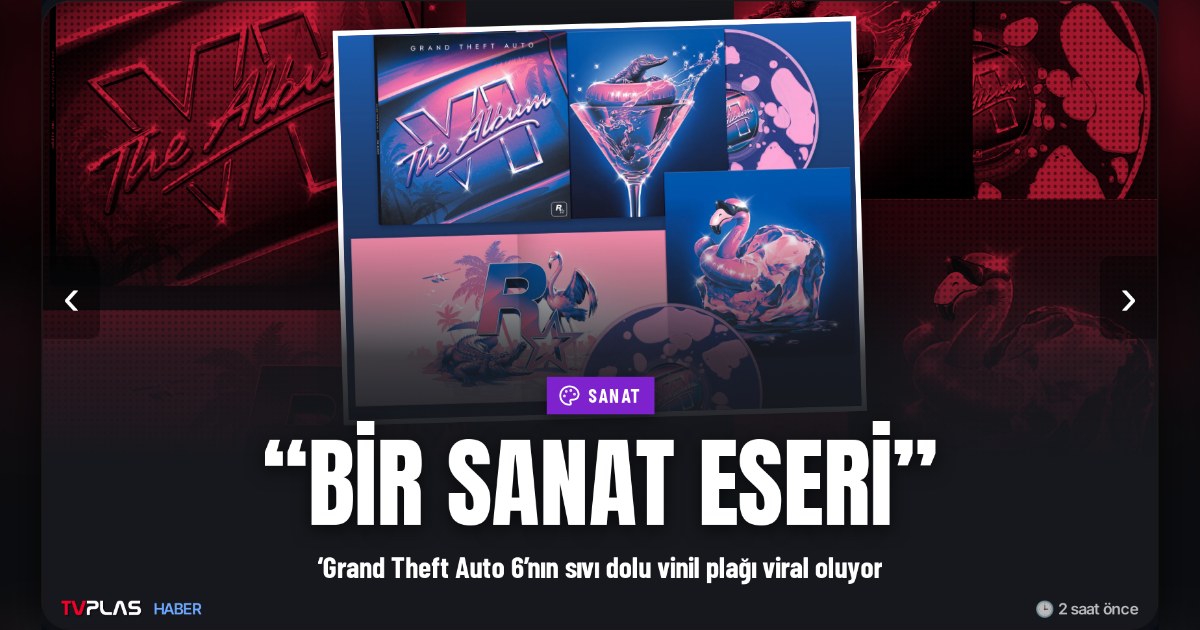 GRAND THEFT AUTO
VI
The Album
R
SANAT
“BİR SANAT ESERİ”
‘Grand Theft Auto 6’nın sıvı dolu vinil plağı viral oluyor
TVPLAS HABER
2 saat önce